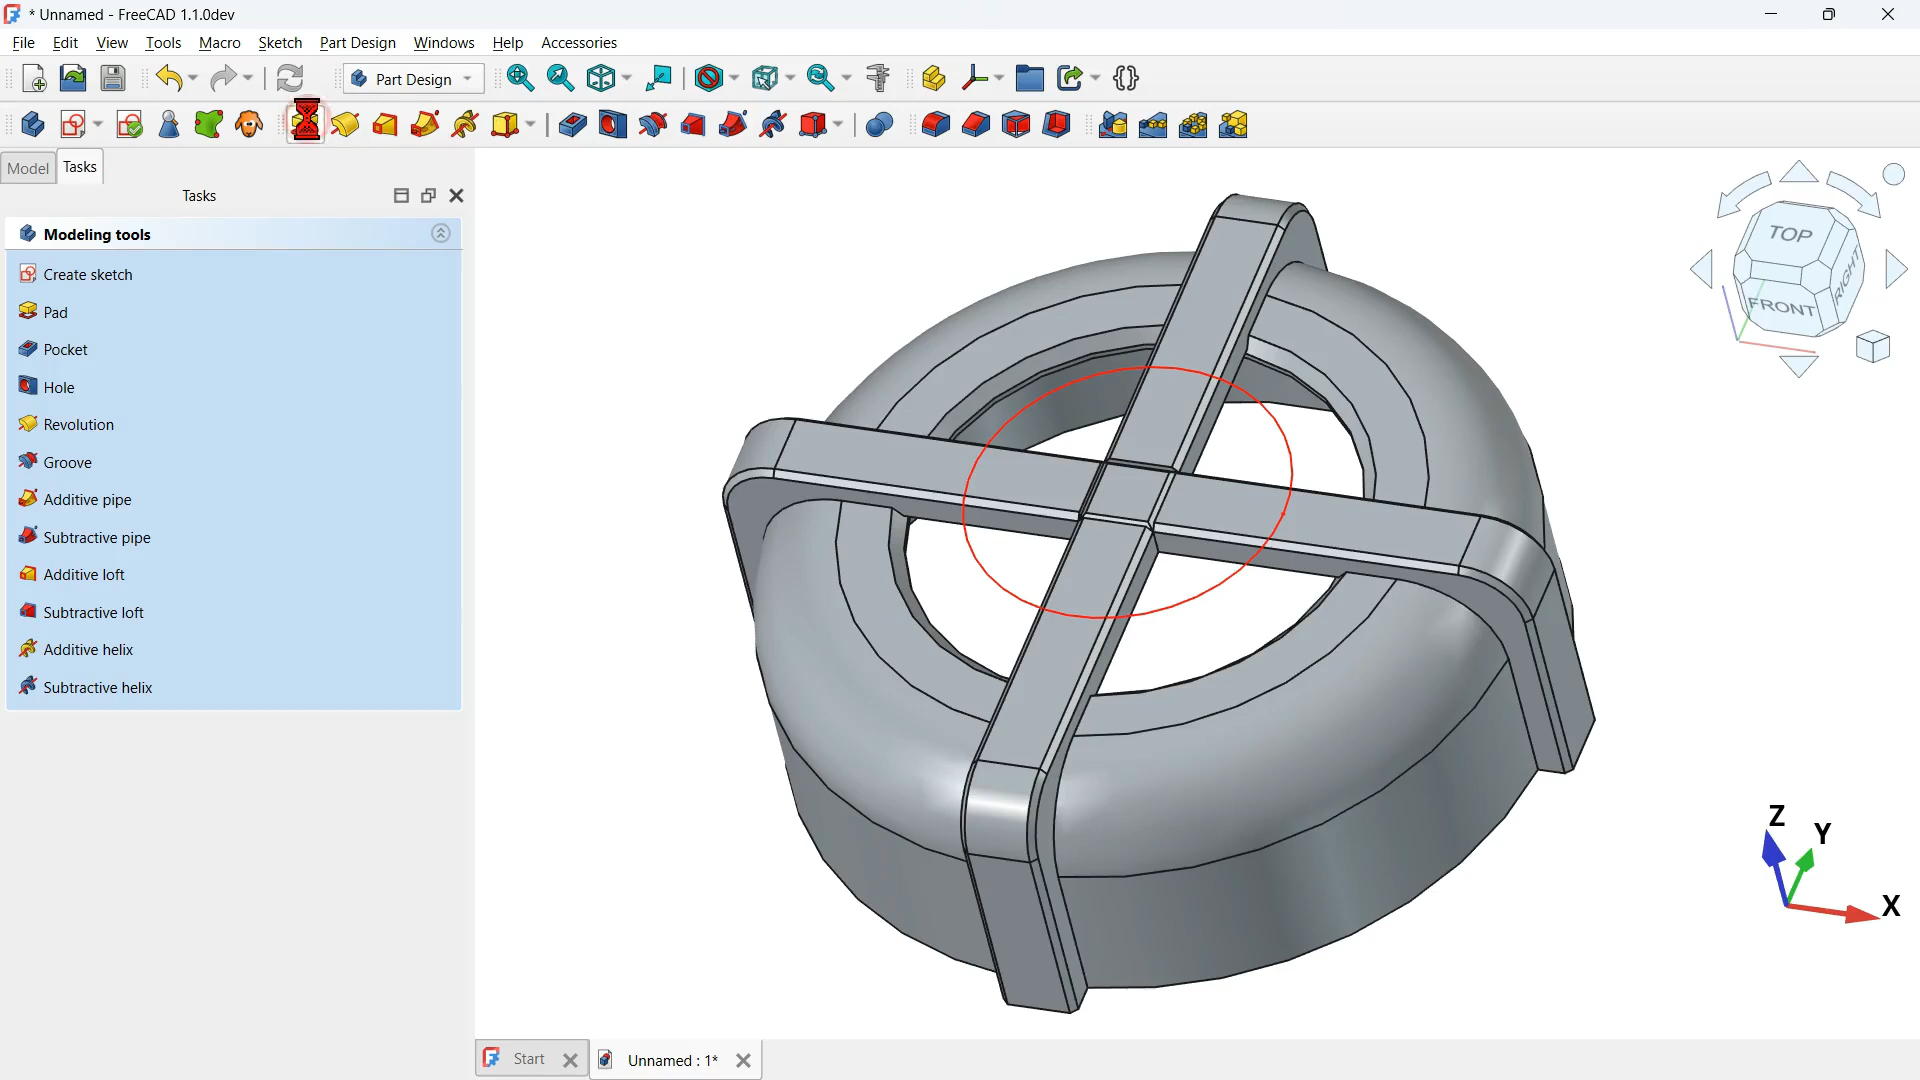 * Unnamed - FreeCAD 1.1.0dev
File Edit View Tools Macro Sketch Part Design Windows Help Accessories
Part Design
Model Tasks
Tasks
Modeling tools
Create sketch
Pad
Pocket
Hole
Revolution
Groove
Additive pipe
Subtractive pipe
Additive loft
Subtractive loft
Additive helix
Subtractive helix
TOP
FRONT
RIGHT
Z
Y
X
Start
Unnamed : 1*